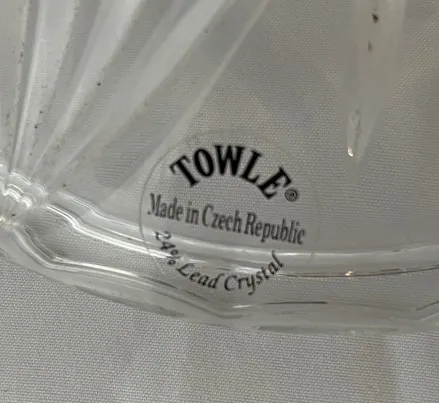 TOWLE®
Made in Czech Republic
24% Lead Crystal